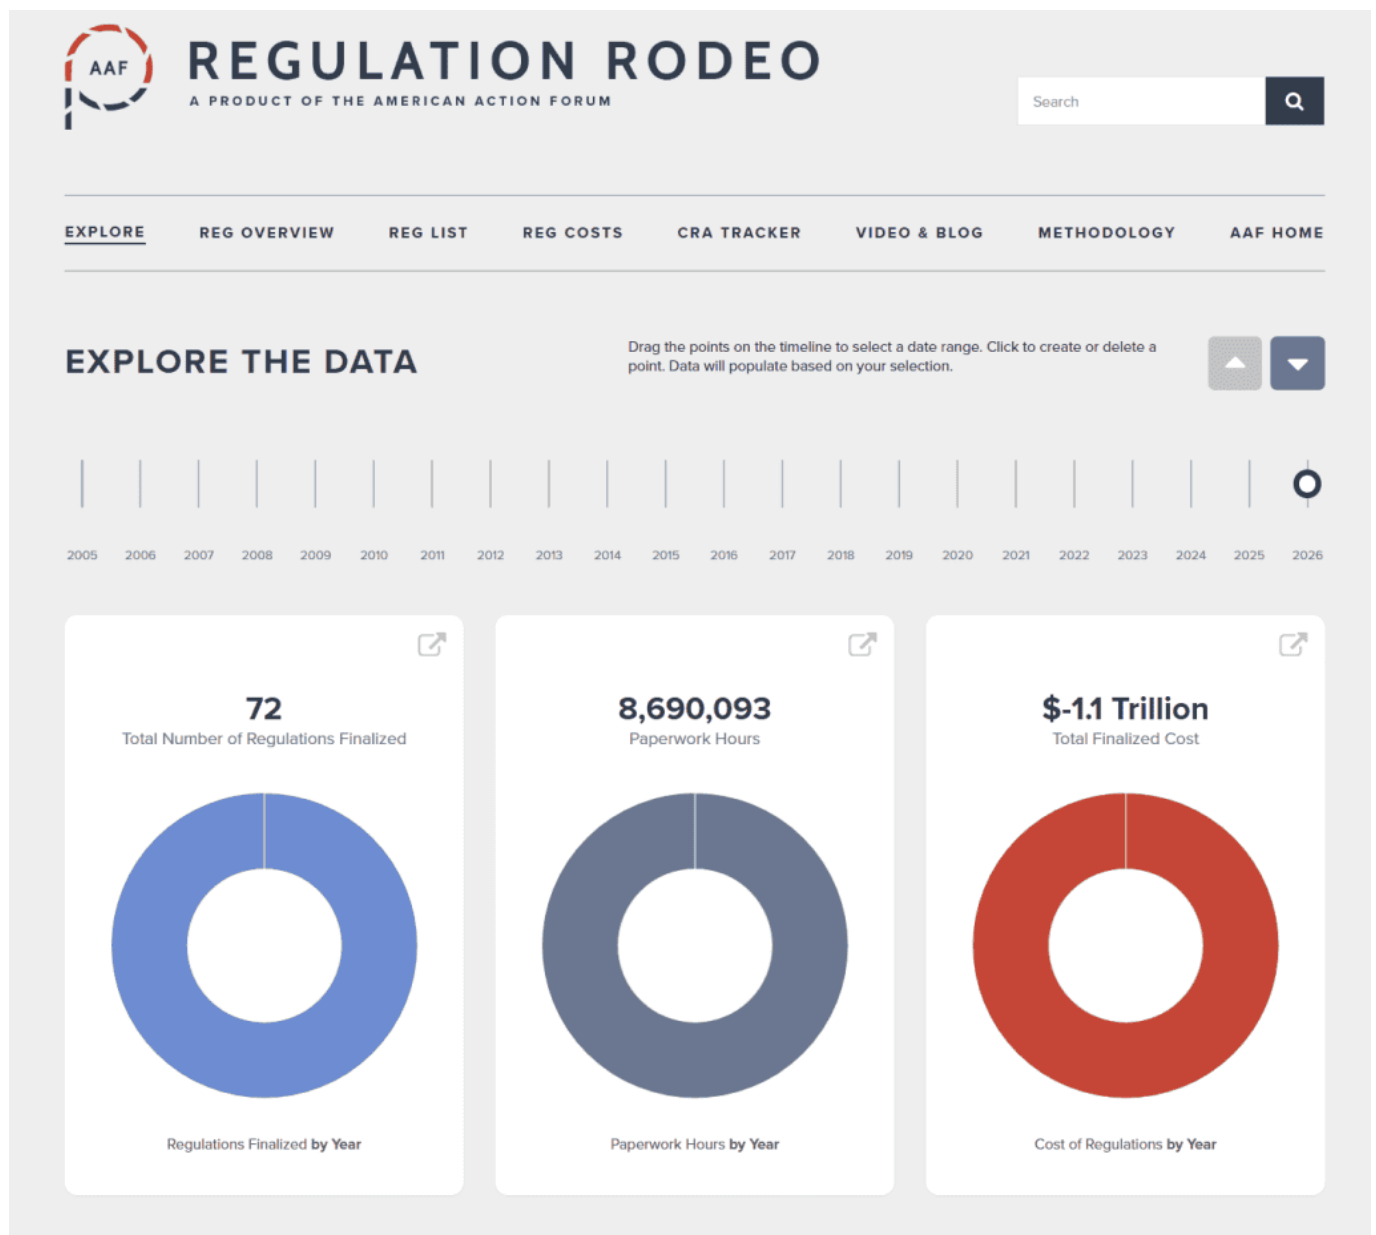 AAF
REGULATION RODEO
A PRODUCT OF THE AMERICAN ACTION FORUM
Search
EXPLORE REG OVERVIEW REG LIST REG COSTS CRA TRACKER VIDEO & BLOG METHODOLOGY AAF HOME
EXPLORE THE DATA
Drag the points on the timeline to select a date range. Click to create or delete a
point. Data will populate based on your selection.
2005 2006 2007 2008 2009 2010 2011 2012 2013 2014 2015 2016 2017 2018 2019 2020 2021 2022 2023 2024 2025 2026
72
Total Number of Regulations Finalized
Regulations Finalized by Year
8,690,093
Paperwork Hours
Paperwork Hours by Year
$-1.1 Trillion
Total Finalized Cost
Cost of Regulations by Year